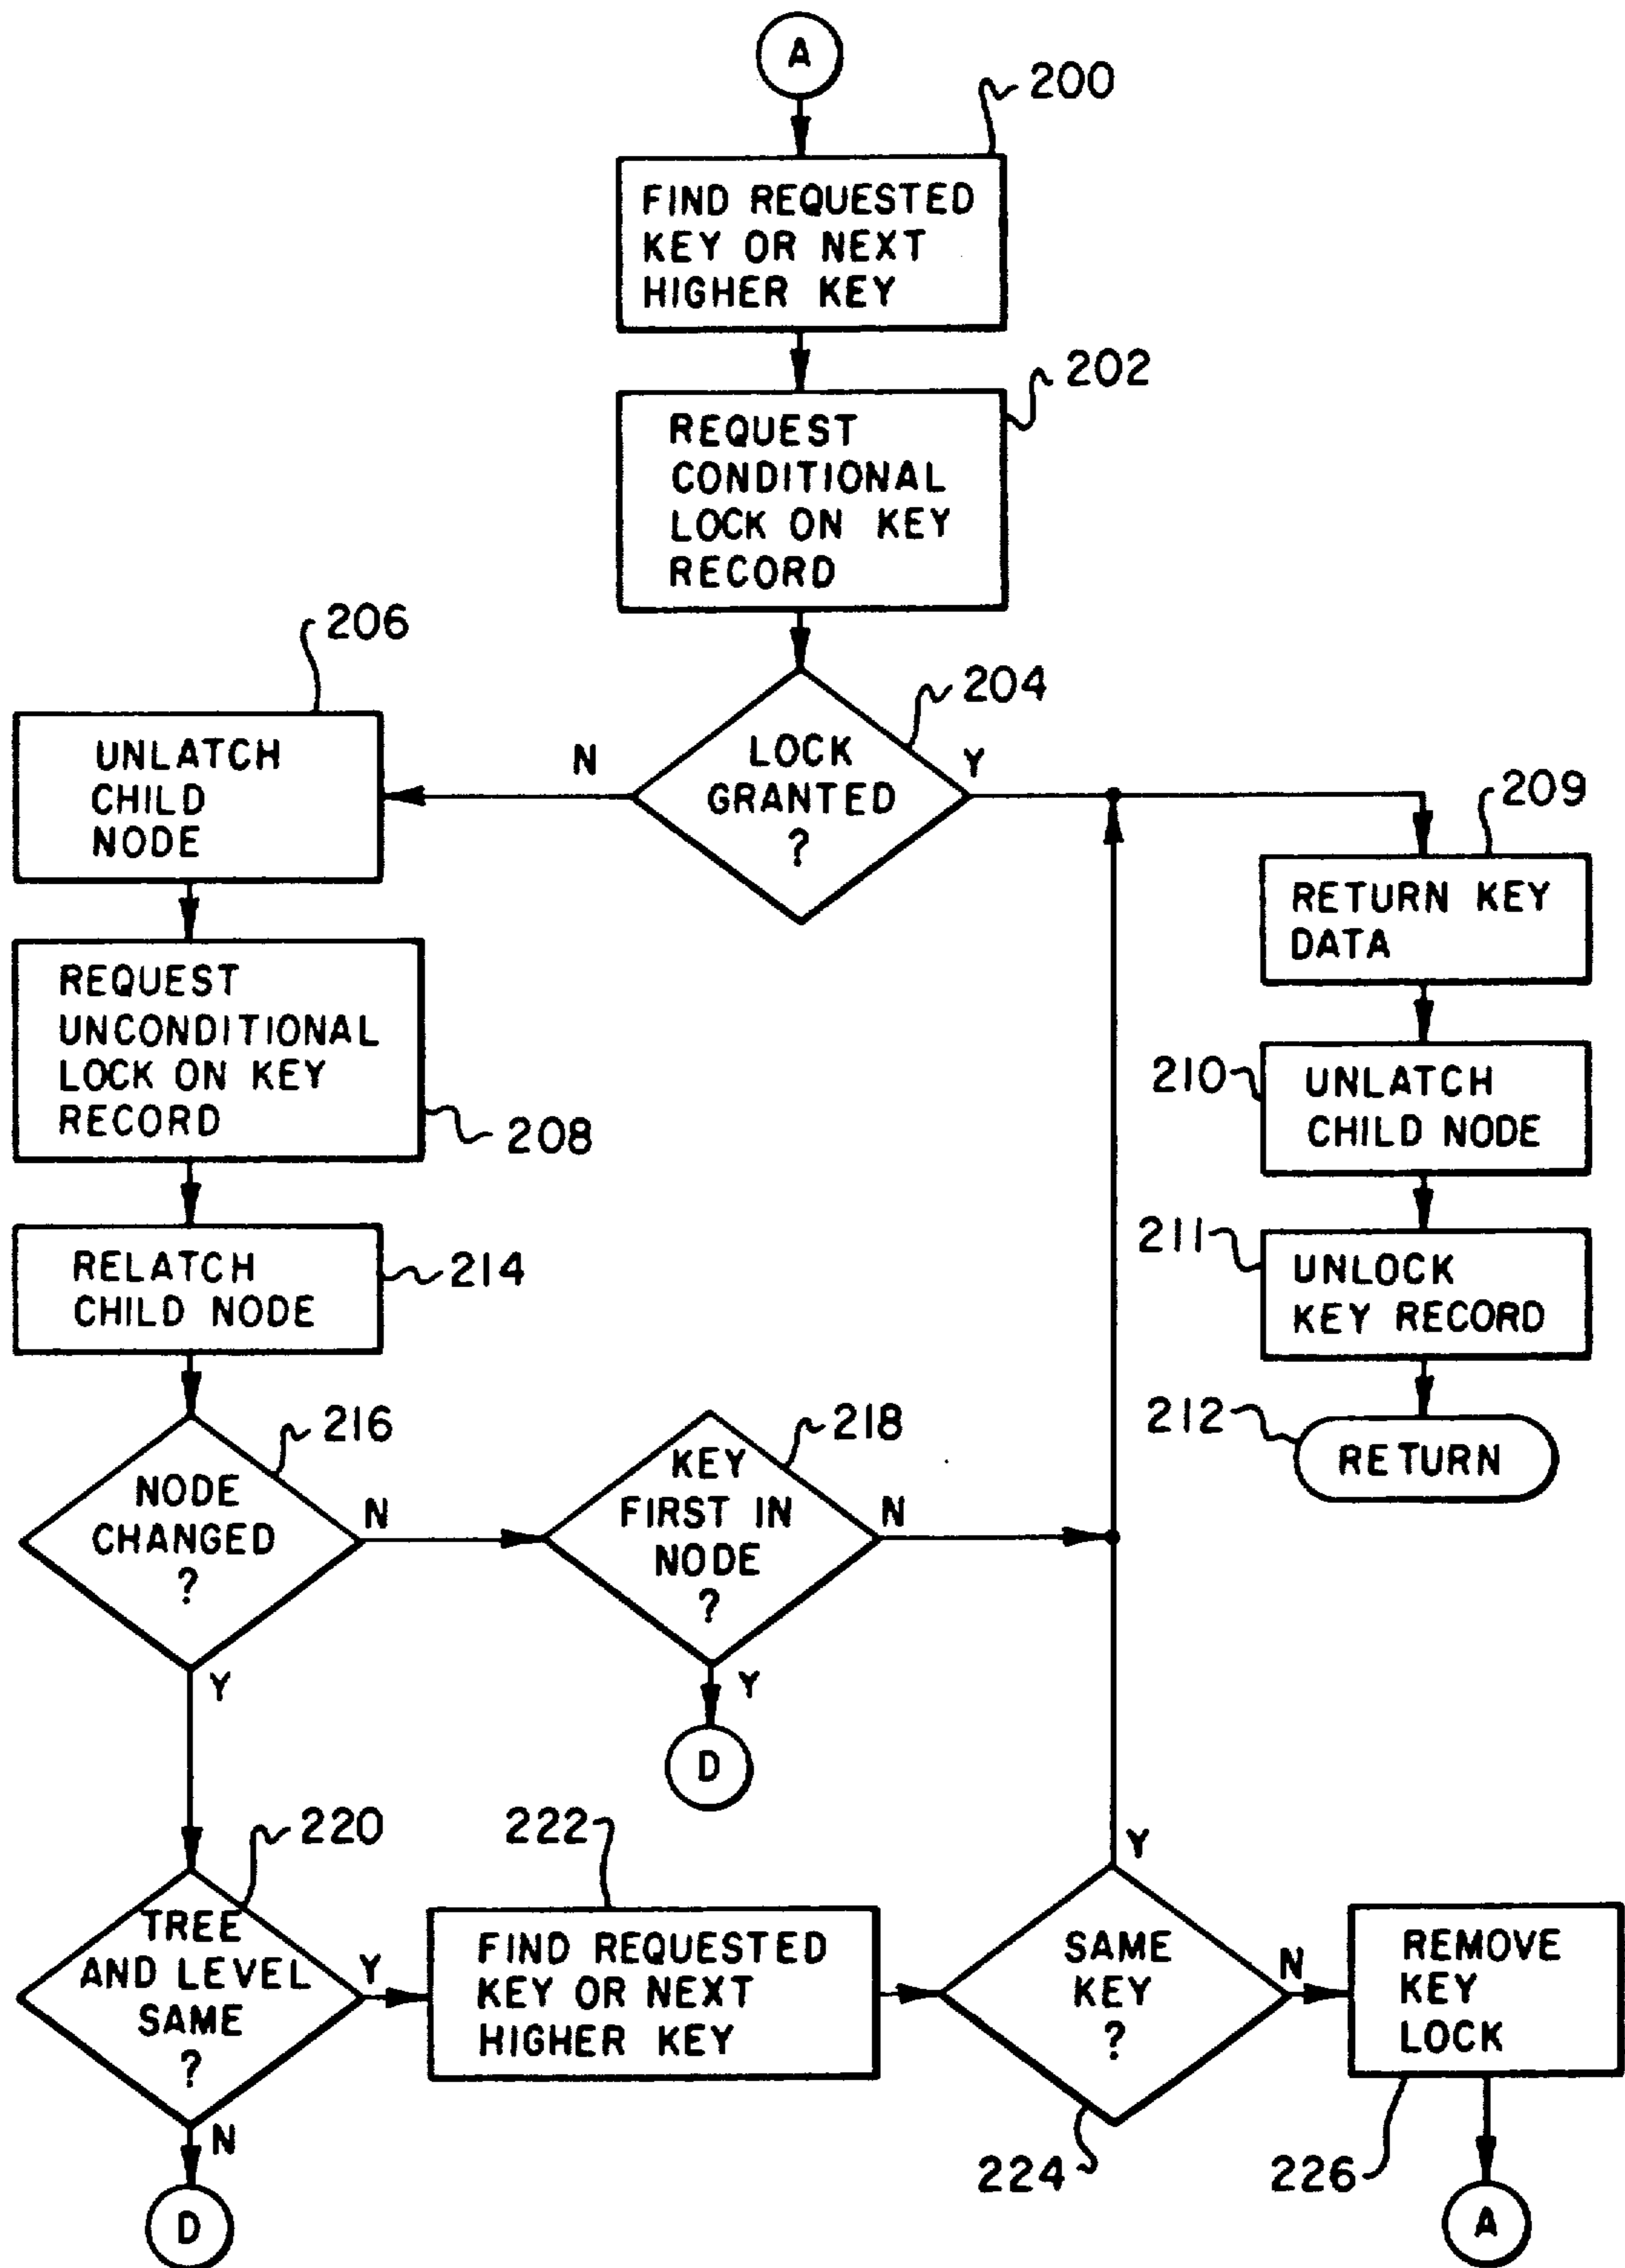 A
200
FIND REQUESTED
KEY OR NEXT
HIGHER KEY
202
REQUEST
CONDITIONAL
LOCK ON KEY
RECORD
204
LOCK
GRANTED
?
N
Y
206
UNLATCH
CHILD
NODE
209
RETURN KEY
DATA
REQUEST
UNCONDITIONAL
LOCK ON KEY
RECORD
208
210
UNLATCH
CHILD NODE
211
UNLOCK
KEY RECORD
RELATCH
CHILD NODE
214
212
RETURN
216
NODE
CHANGED
?
N
Y
218
KEY
FIRST IN
NODE
?
N
Y
D
220
TREE
AND LEVEL
SAME
?
Y
N
D
222
FIND REQUESTED
KEY OR NEXT
HIGHER KEY
Y
SAME
KEY
?
N
224
REMOVE
KEY
LOCK
226
A